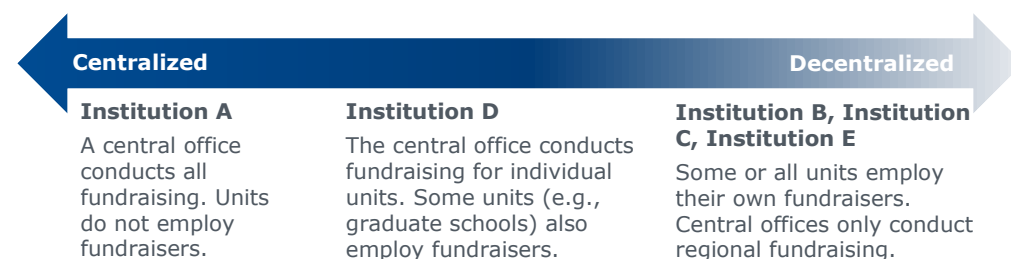 Centralized
Decentralized
Institution A
A central office
conducts all
fundraising. Units
do not employ
fundraisers.
Institution D
The central office conducts
fundraising for individual
units. Some units (e.g.,
graduate schools) also
employ fundraisers.
Institution B, Institution
C, Institution E
Some or all units employ
their own fundraisers.
Central offices only conduct
regional fundraising.